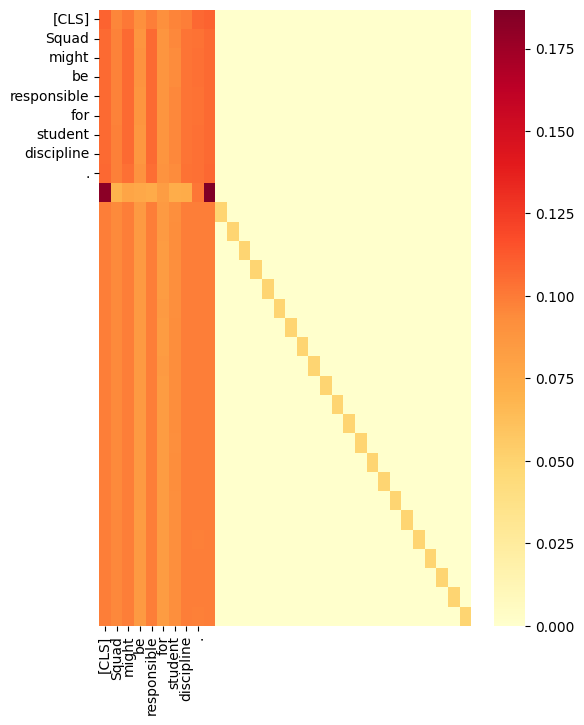 [CLS]
Squad
might
be
responsible
for
student
discipline
.
0.175
0.150
0.125
0.100
0.075
0.050
0.025
0.000
[CLS]
Squad
might
be
responsible
for
student
discipline
.